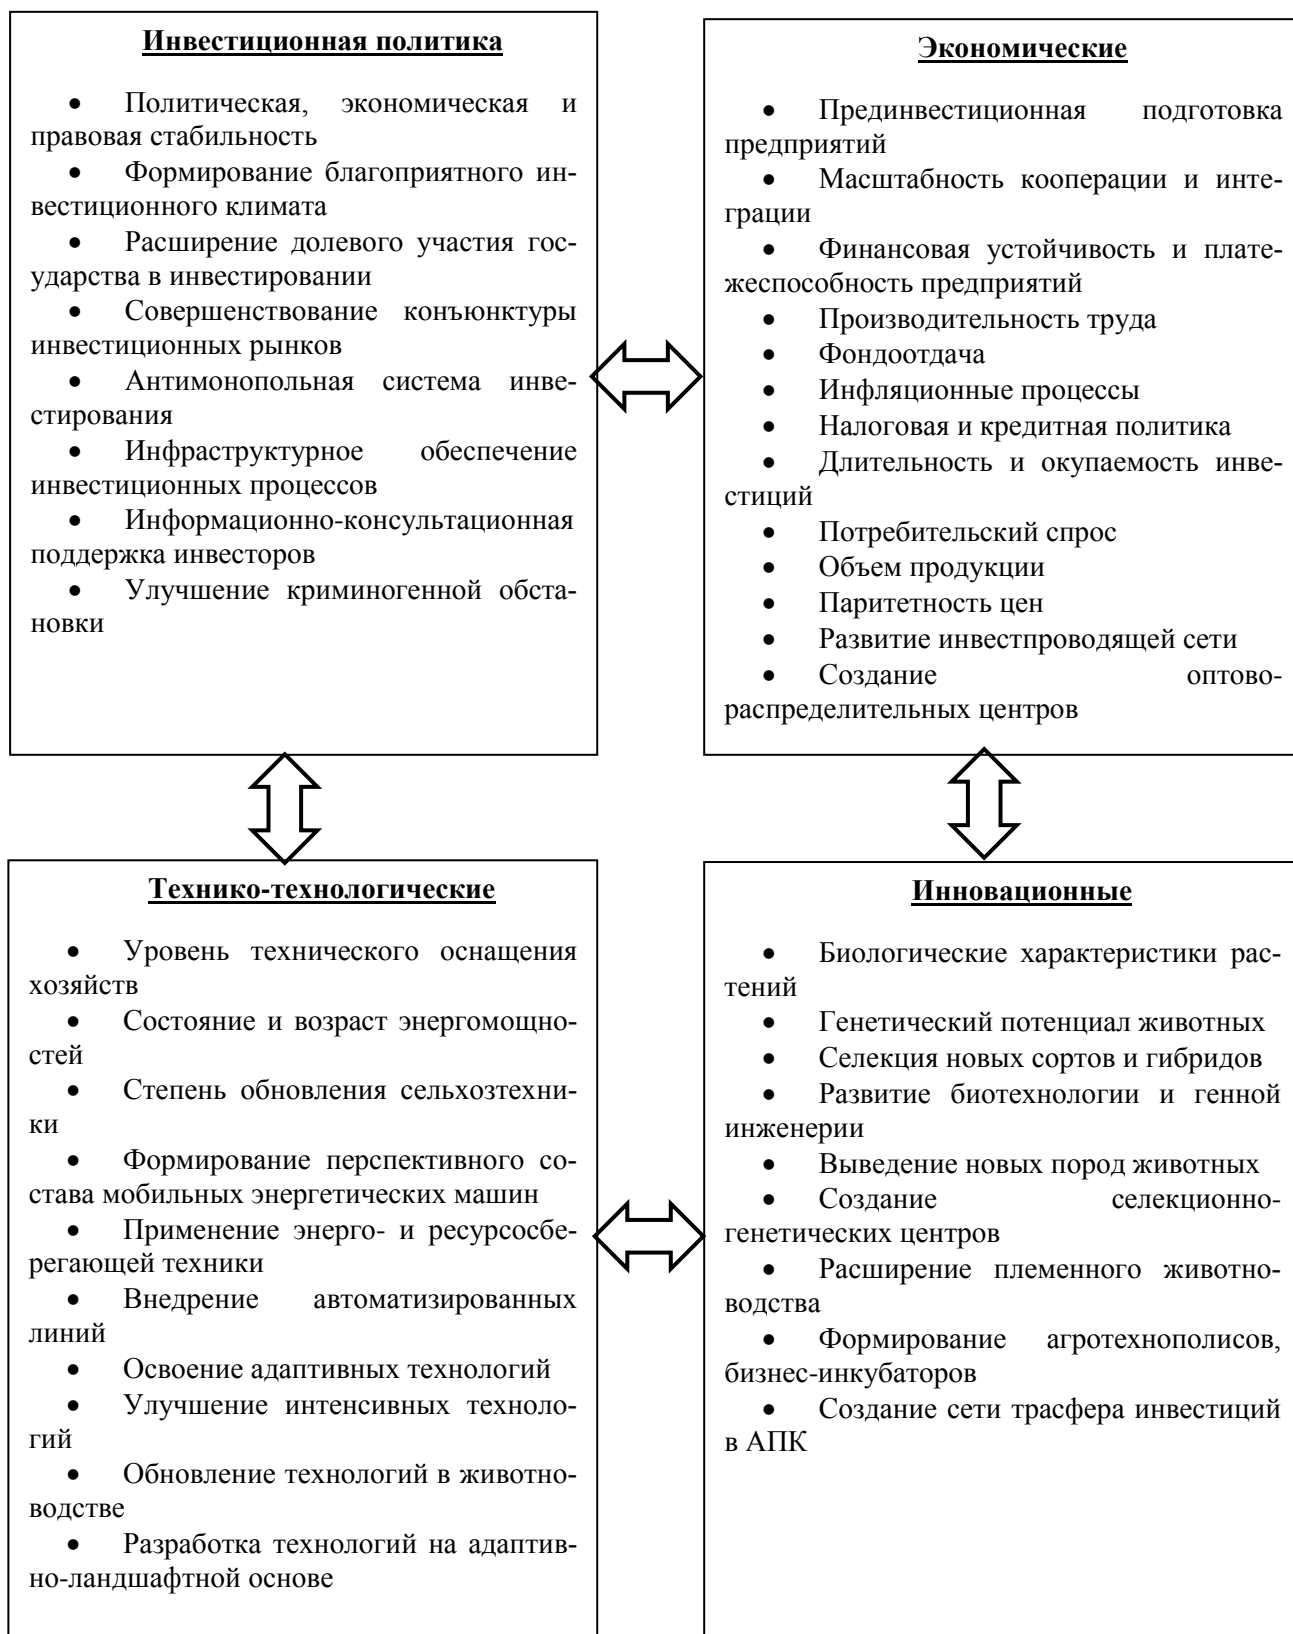 Инвестиционная политика
• Политическая, экономическая и
правовая стабильность
• Формирование благоприятного ин-
вестиционного климата
• Расширение долевого участия гос-
ударства в инвестировании
• Совершенствование конъюнктуры
инвестиционных рынков
• Антимонопольная система инве-
стирования
• Инфраструктурное обеспечение
инвестиционных процессов
• Информационно-консультационная
поддержка инвесторов
• Улучшение криминогенной обста-
новки
Экономические
• Прединвестиционная подготовка
предприятий
• Масштабность кооперации и инте-
грации
• Финансовая устойчивость и плате-
жеспособность предприятий
• Производительность труда
• Фондоотдача
• Инфляционные процессы
• Налоговая и кредитная политика
• Длительность и окупаемость инве-
стиций
• Потребительский спрос
• Объем продукции
• Паритетность цен
• Развитие инвестпроводящей сети
• Создание оптово-
распределительных центров
Технико-технологические
• Уровень технического оснащения
хозяйств
• Состояние и возраст энергомощно-
стей
• Степень обновления сельхозтехни-
ки
• Формирование перспективного со-
става мобильных энергетических машин
• Применение энерго- и ресурсосбе-
регающей техники
• Внедрение автоматизированных
линий
• Освоение адаптивных технологий
• Улучшение интенсивных техноло-
гий
• Обновление технологий в животно-
водстве
• Разработка технологий на адаптив-
но-ландшафтной основе
Инновационные
• Биологические характеристики рас-
тений
• Генетический потенциал животных
• Селекция новых сортов и гибридов
• Развитие биотехнологии и генной
инженерии
• Выведение новых пород животных
• Создание селекционно-
генетических центров
• Расширение племенного животно-
водства
• Формирование агротехнополисов,
бизнес-инкубаторов
• Создание сети трасфера инвестиций
в АПК